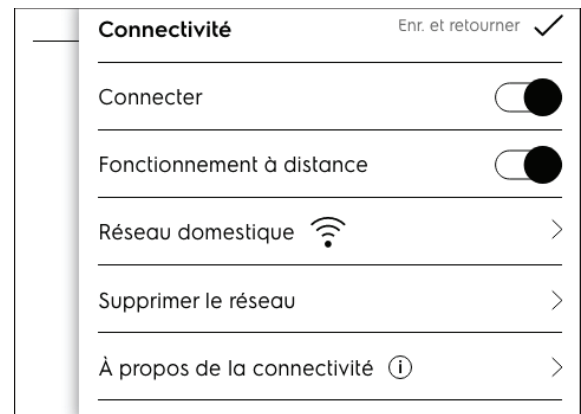 Connectivité Enr. et retourner
Connecter
Fonctionnement à distance
Réseau domestique
Supprimer le réseau
À propos de la connectivité